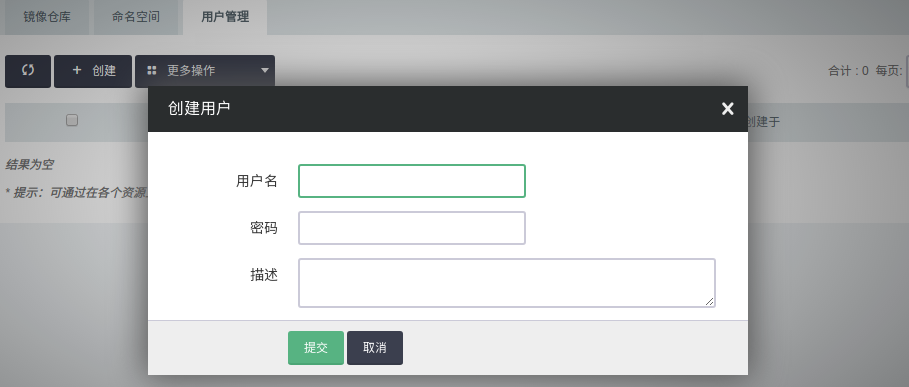 镜像仓库 命名空间 用户管理
+ 创建 更多操作 合计 : 0 每页:
创建用户
创建于
结果为空
* 提示：可通过在各个资源
用户名
密码
描述
提交 取消